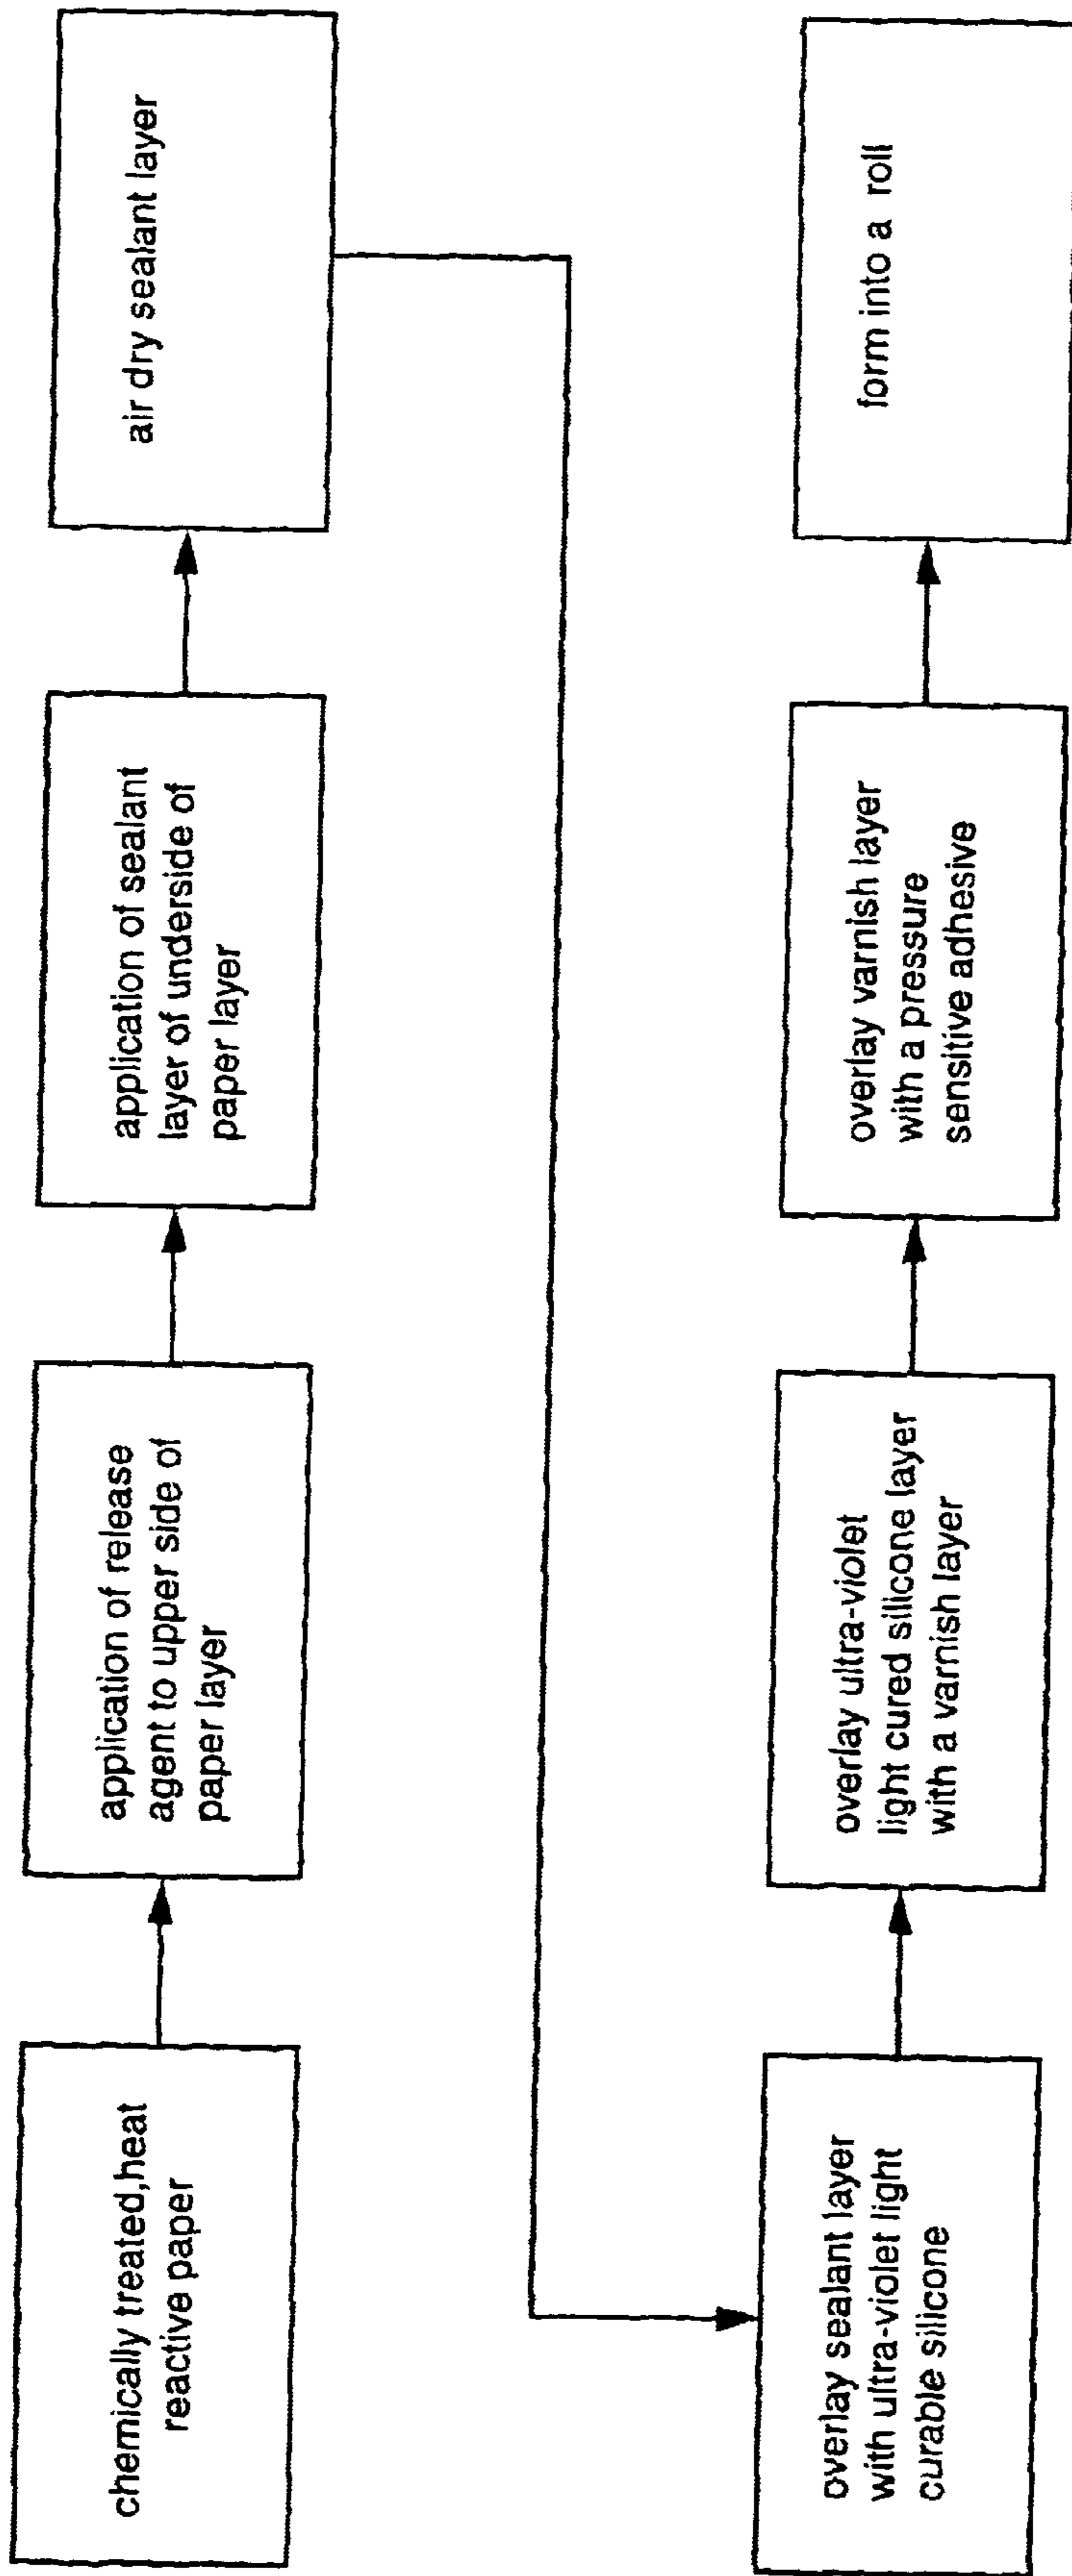 chemically treated,heat
reactive paper
application of release
agent to upper side of
paper layer
application of sealant
layer of underside of
paper layer
air dry sealant layer
overlay sealant layer
with ultra-violet light
curable silicone
overlay ultra-violet
light cured silicone layer
with a varnish layer
overlay varnish layer
with a pressure
sensitive adhesive
form into a roll